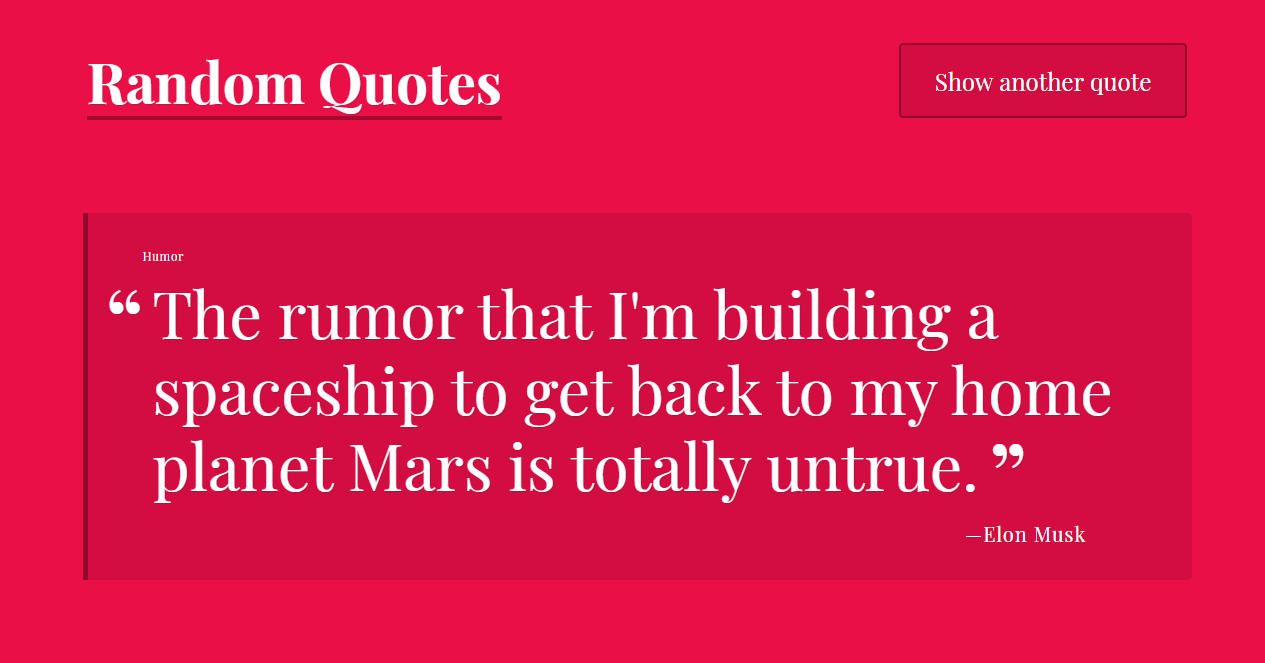 Random Quotes
Show another quote
Humor
“ The rumor that I'm building a
spaceship to get back to my home
planet Mars is totally untrue. ”
—Elon Musk